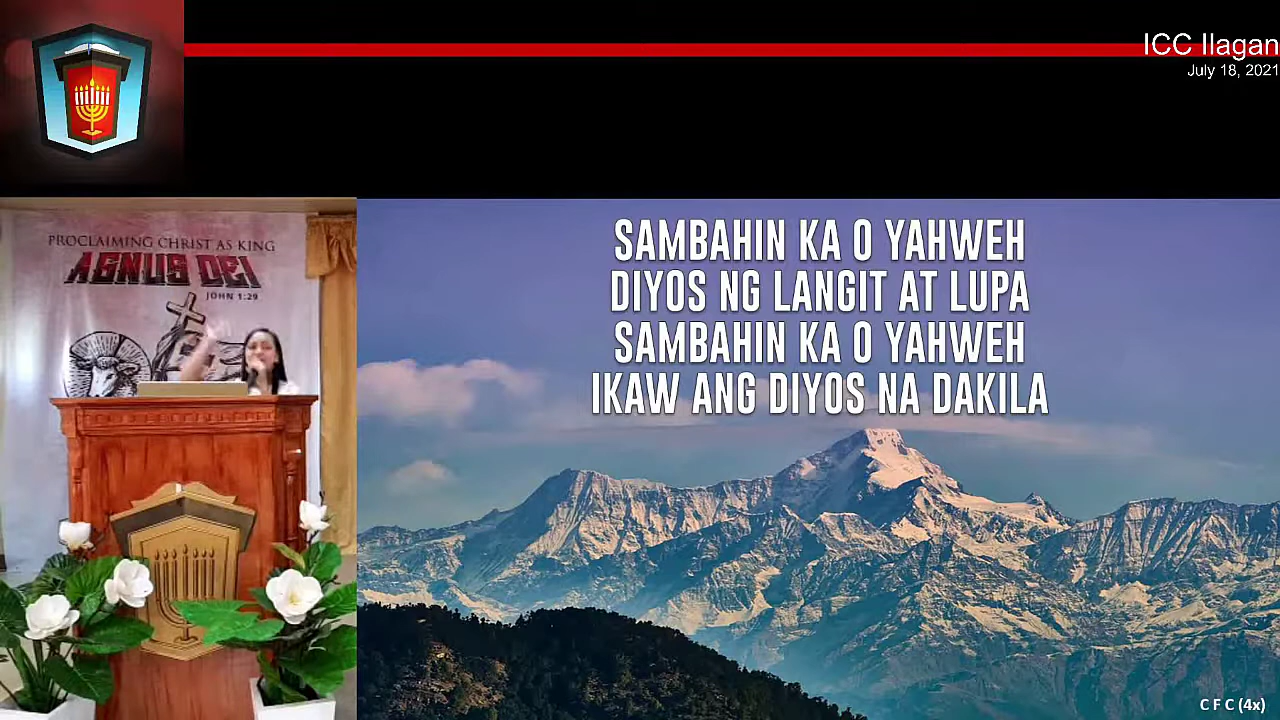 ICC Ilagan
July 18, 2021
PROCLAIMING CHRIST AS KING
AGNUS DEI
JOHN 1:29
SAMBAHIN KA O YAHWEH
DIYOS NG LANGIT AT LUPA
SAMBAHIN KA O YAHWEH
IKAW ANG DIYOS NA DAKILA
C F C (4x)